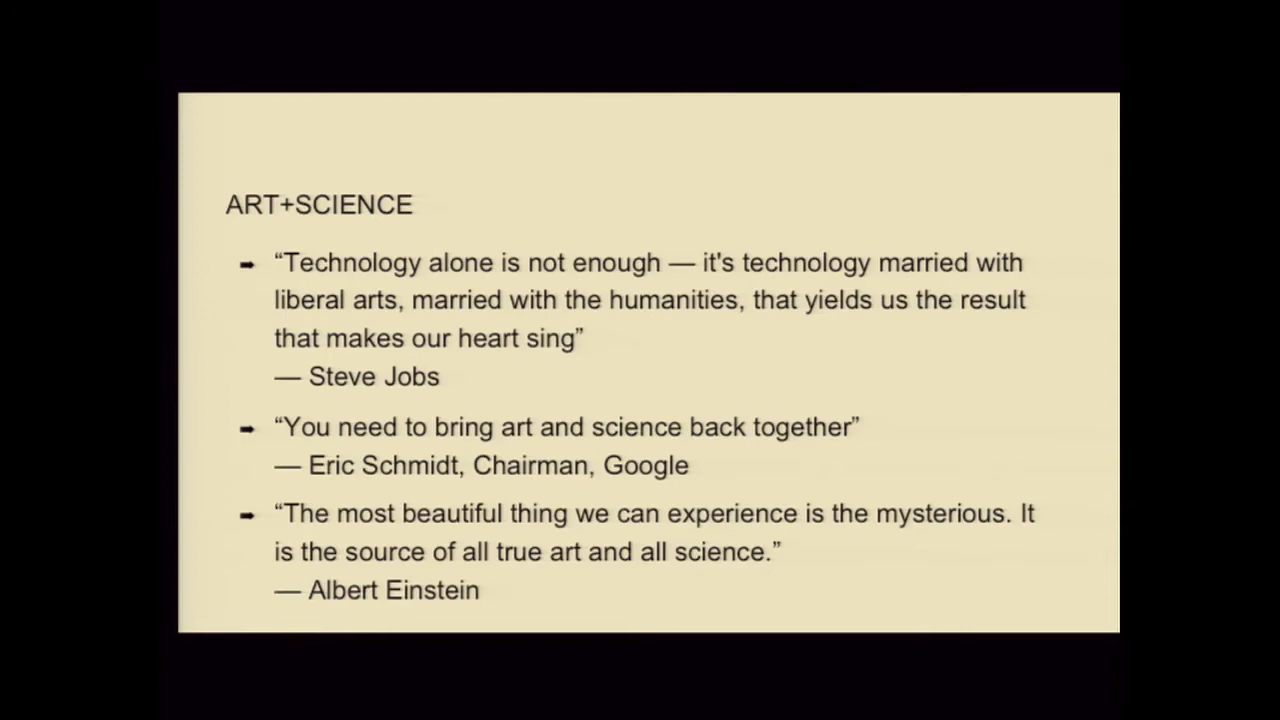 ART+SCIENCE
➡ “Technology alone is not enough — it's technology married with
liberal arts, married with the humanities, that yields us the result
that makes our heart sing”
— Steve Jobs
➡ “You need to bring art and science back together”
— Eric Schmidt, Chairman, Google
➡ “The most beautiful thing we can experience is the mysterious. It
is the source of all true art and all science.”
— Albert Einstein